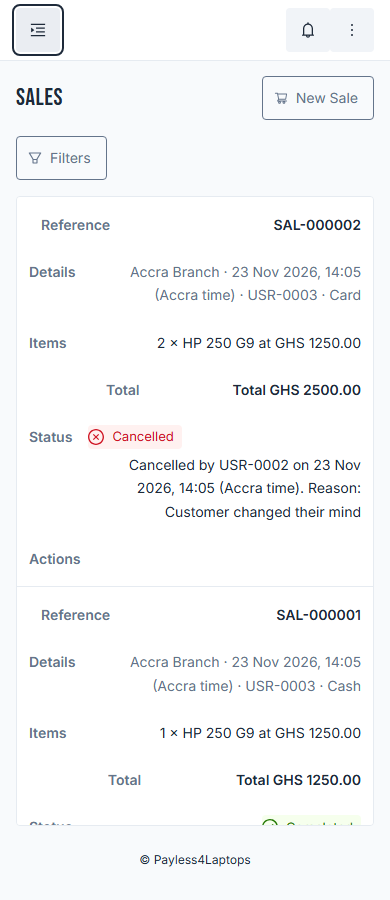 SALES
New Sale
Filters
Reference SAL-000002
Details Accra Branch · 23 Nov 2026, 14:05
(Accra time) · USR-0003 · Card
Items 2 × HP 250 G9 at GHS 1250.00
Total Total GHS 2500.00
Status Cancelled
Cancelled by USR-0002 on 23 Nov
2026, 14:05 (Accra time). Reason:
Customer changed their mind
Actions
Reference SAL-000001
Details Accra Branch · 23 Nov 2026, 14:05
(Accra time) · USR-0003 · Cash
Items 1 × HP 250 G9 at GHS 1250.00
Total Total GHS 1250.00
Status Completed
© Payless4Laptops